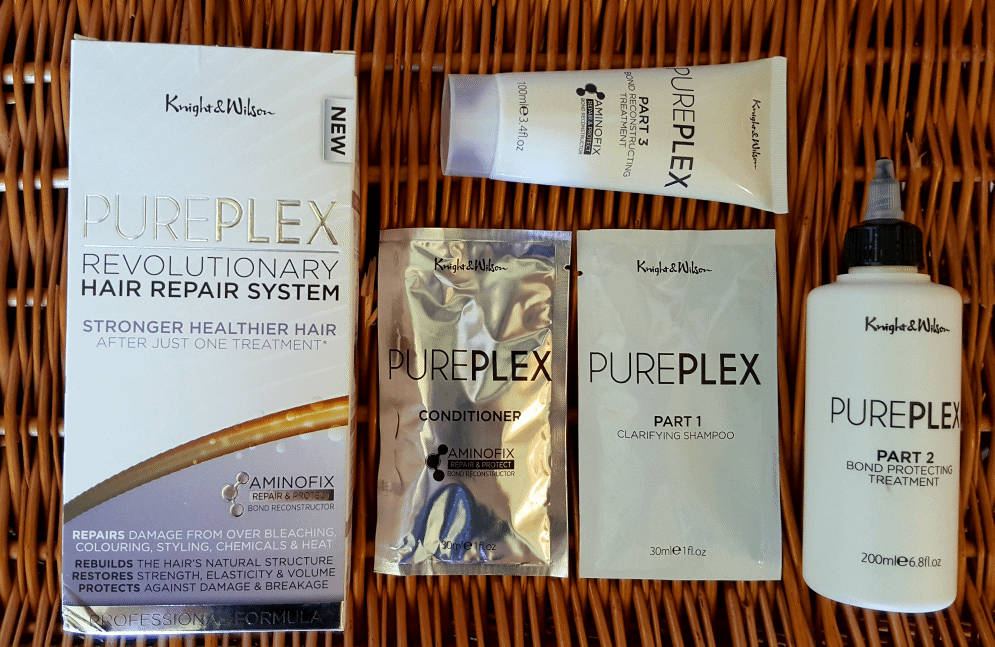 Knight & Wilson
NEW
PUREPLEX
REVOLUTIONARY
HAIR REPAIR SYSTEM
STRONGER HEALTHIER HAIR
AFTER JUST ONE TREATMENT*
AMINOFIX
REPAIR & PROTECT
BOND RECONSTRUCTOR
REPAIRS DAMAGE FROM OVER BLEACHING,
COLOURING, STYLING, CHEMICALS & HEAT
REBUILDS THE HAIR'S NATURAL STRUCTURE
RESTORES STRENGTH, ELASTICITY & VOLUME
PROTECTS AGAINST DAMAGE & BREAKAGE
PROFESSIONAL FORMULA
Knight & Wilson
PUREPLEX
PART 3
BOND RECONSTRUCTING
TREATMENT
AMINOFIX
REPAIR & PROTECT
BOND RECONSTRUCTOR
100ml e 3.4fl.oz
Knight & Wilson
PUREPLEX
CONDITIONER
AMINOFIX
REPAIR & PROTECT
BOND RECONSTRUCTOR
30ml e 1fl.oz
Knight & Wilson
PUREPLEX
PART 1
CLARIFYING SHAMPOO
30ml e 1fl.oz
Knight & Wilson
PUREPLEX
PART 2
BOND PROTECTING
TREATMENT
200ml e 6.8fl.oz